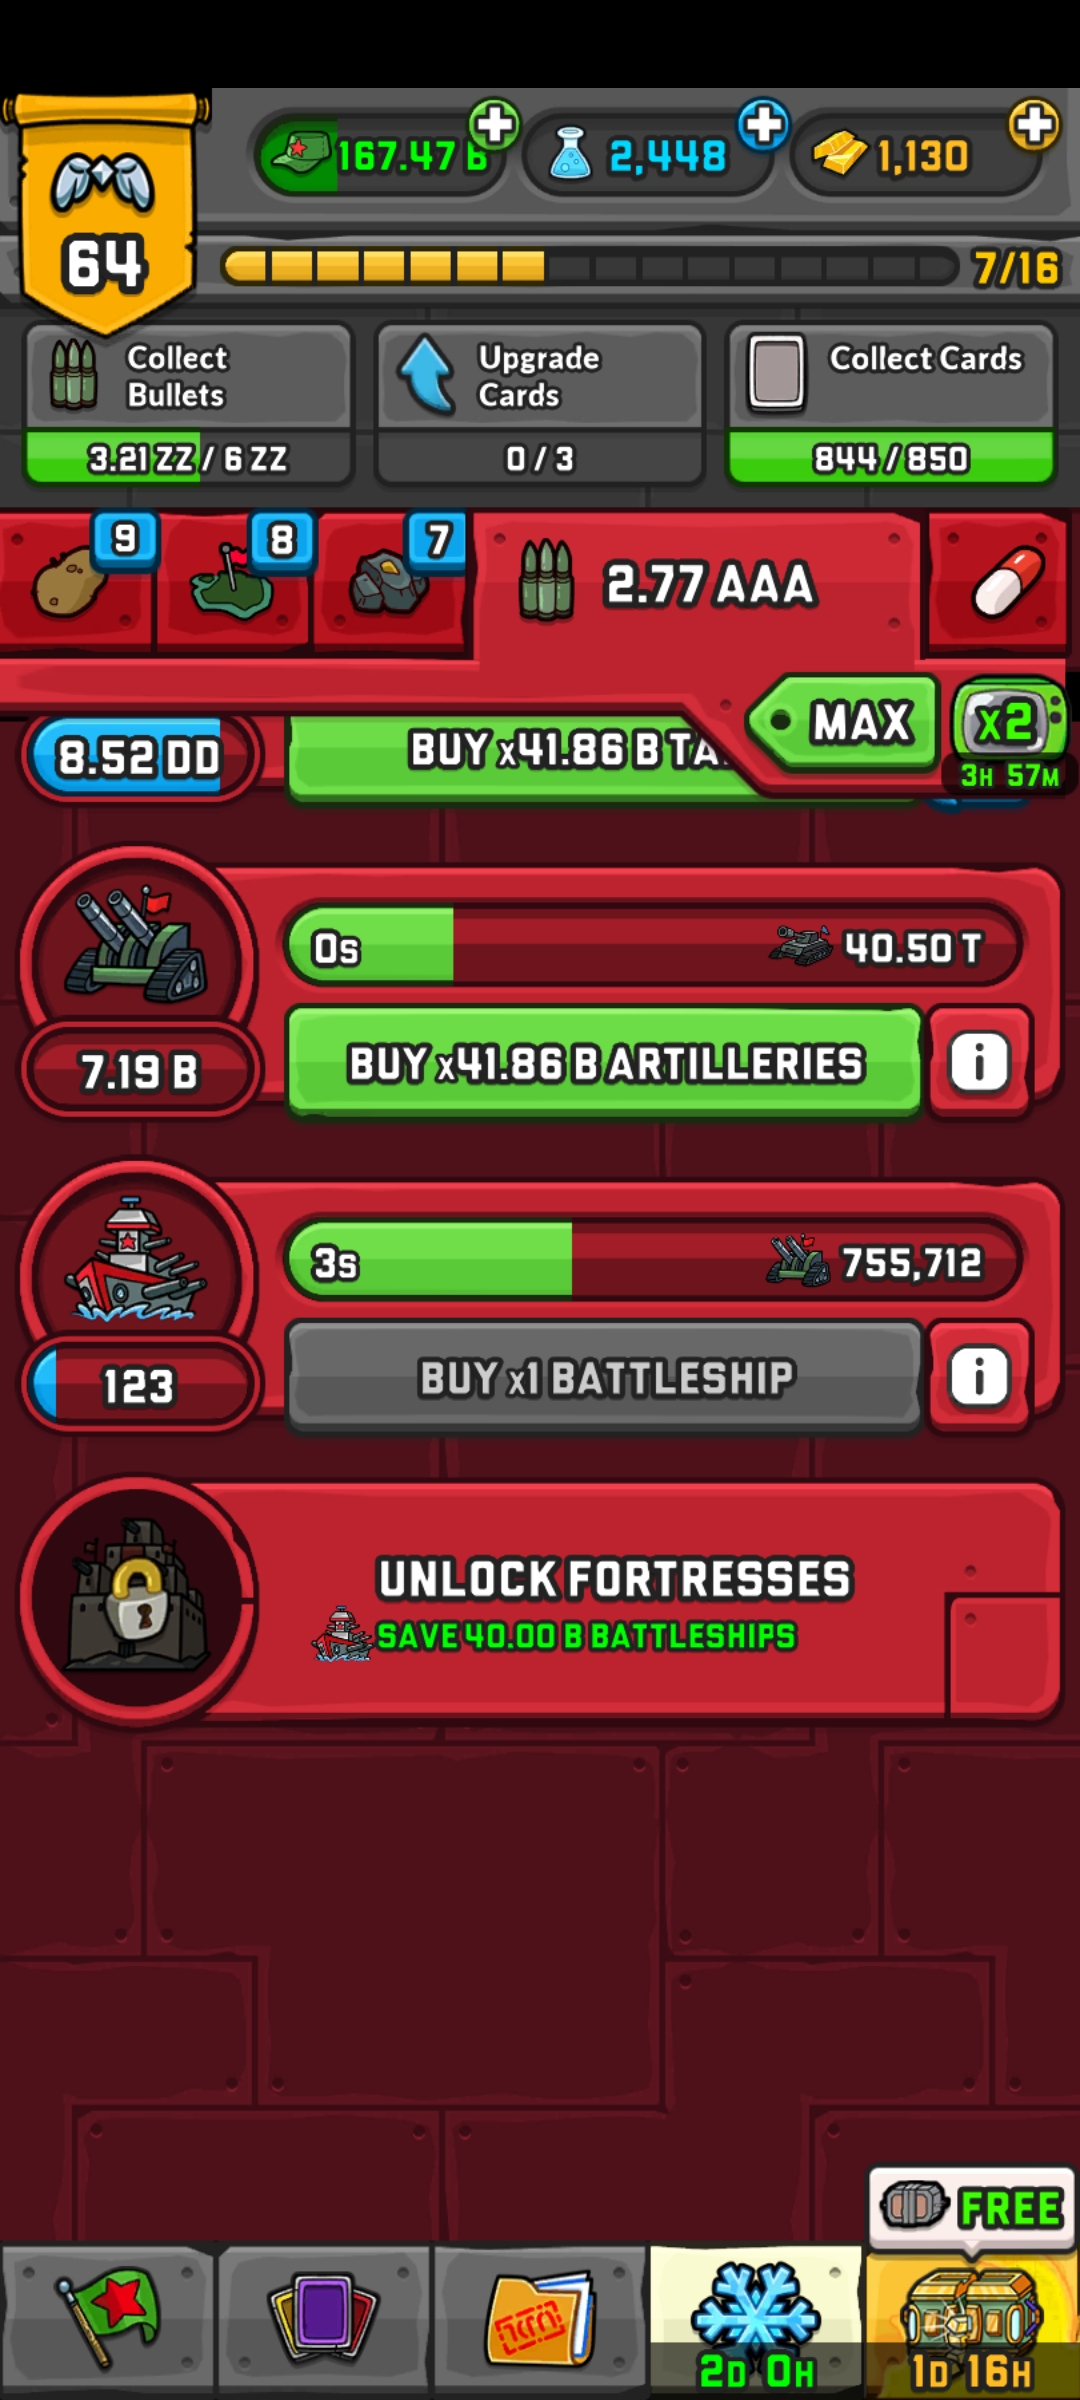 167.47 B
2,448
1,130
64
7/16
Collect
Bullets
3.21 ZZ / 6 ZZ
Upgrade
Cards
0 / 3
Collect Cards
844 / 850
9
8
7
2.77 AAA
MAX
x2
3H 57M
8.52 DD
BUY x41.86 B TA
0s
40.50 T
7.19 B
BUY x41.86 B ARTILLERIES
i
3s
755,712
123
BUY x1 BATTLESHIP
i
UNLOCK FORTRESSES
SAVE 40.00 B BATTLESHIPS
FREE
2D 0H
1D 16H